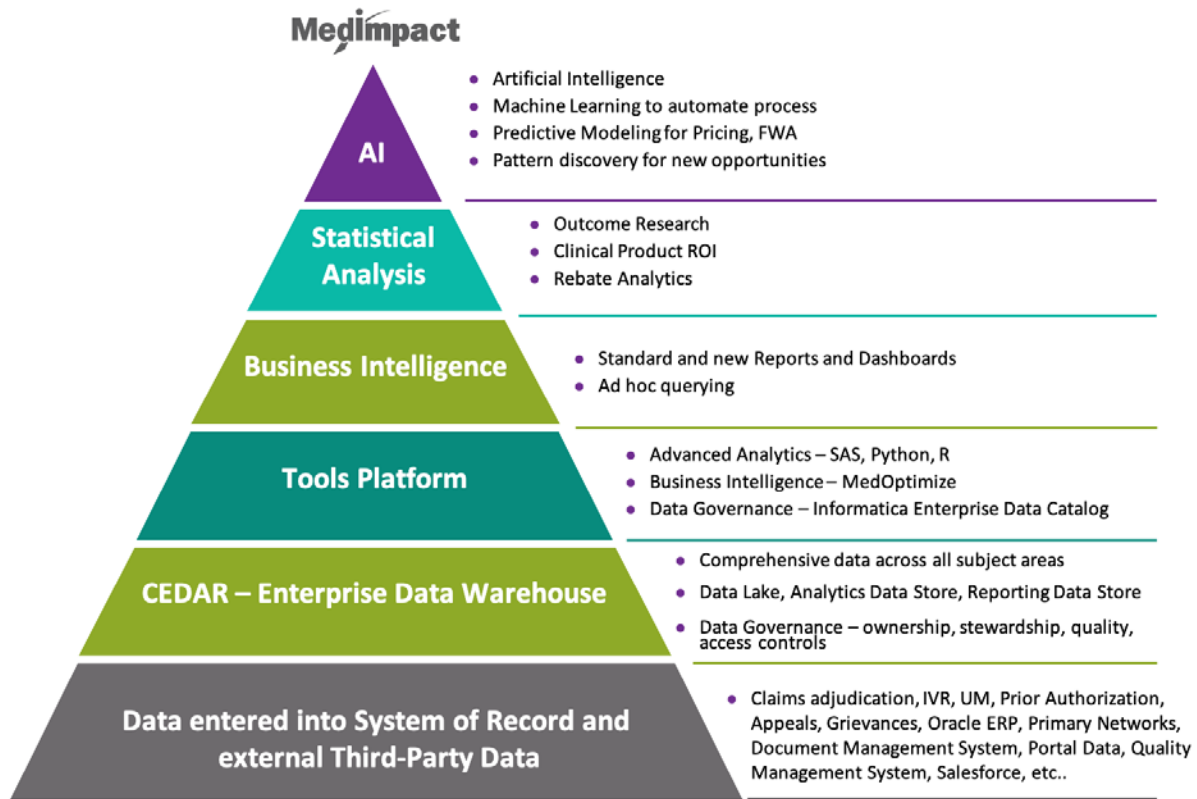 MedImpact
AI
• Artificial Intelligence
• Machine Learning to automate process
• Predictive Modeling for Pricing, FWA
• Pattern discovery for new opportunities
Statistical
Analysis
• Outcome Research
• Clinical Product ROI
• Rebate Analytics
Business Intelligence
• Standard and new Reports and Dashboards
• Ad hoc querying
Tools Platform
• Advanced Analytics – SAS, Python, R
• Business Intelligence – MedOptimize
• Data Governance – Informatica Enterprise Data Catalog
CEDAR – Enterprise Data Warehouse
• Comprehensive data across all subject areas
• Data Lake, Analytics Data Store, Reporting Data Store
• Data Governance – ownership, stewardship, quality,
access controls
Data entered into System of Record and
external Third-Party Data
• Claims adjudication, IVR, UM, Prior Authorization,
Appeals, Grievances, Oracle ERP, Primary Networks,
Document Management System, Portal Data, Quality
Management System, Salesforce, etc..